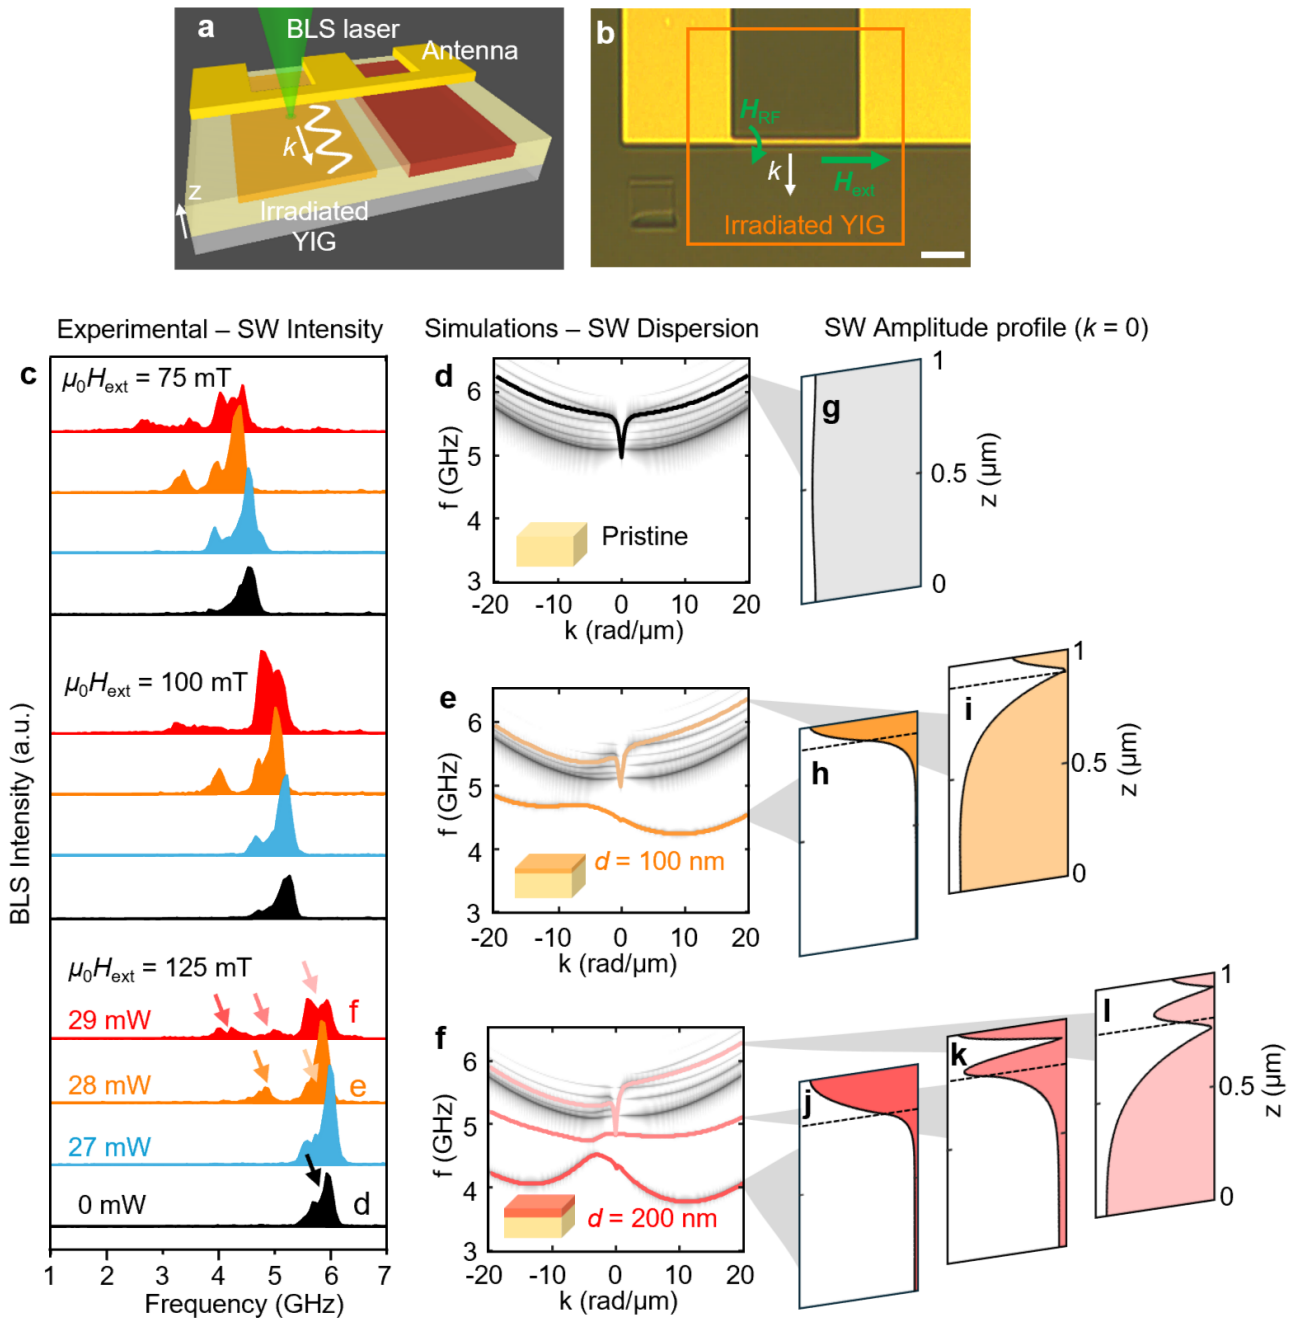 a
BLS laser
Antenna
k
z
Irradiated
YIG
b
H_RF
k
H_ext
Irradiated YIG
Experimental – SW Intensity
Simulations – SW Dispersion
SW Amplitude profile (k = 0)
c
μ₀H_ext = 75 mT
μ₀H_ext = 100 mT
μ₀H_ext = 125 mT
29 mW
f
28 mW
e
27 mW
0 mW
d
BLS Intensity (a.u.)
1 2 3 4 5 6 7
Frequency (GHz)
d
6
5
4
3
f (GHz)
Pristine
-20 -10 0 10 20
k (rad/μm)
g
1
0.5
0
z (μm)
e
6
5
4
3
f (GHz)
d = 100 nm
-20 -10 0 10 20
k (rad/μm)
h
i
1
0.5
0
z (μm)
f
6
5
4
3
f (GHz)
d = 200 nm
-20 -10 0 10 20
k (rad/μm)
j
k
l
1
0.5
0
z (μm)